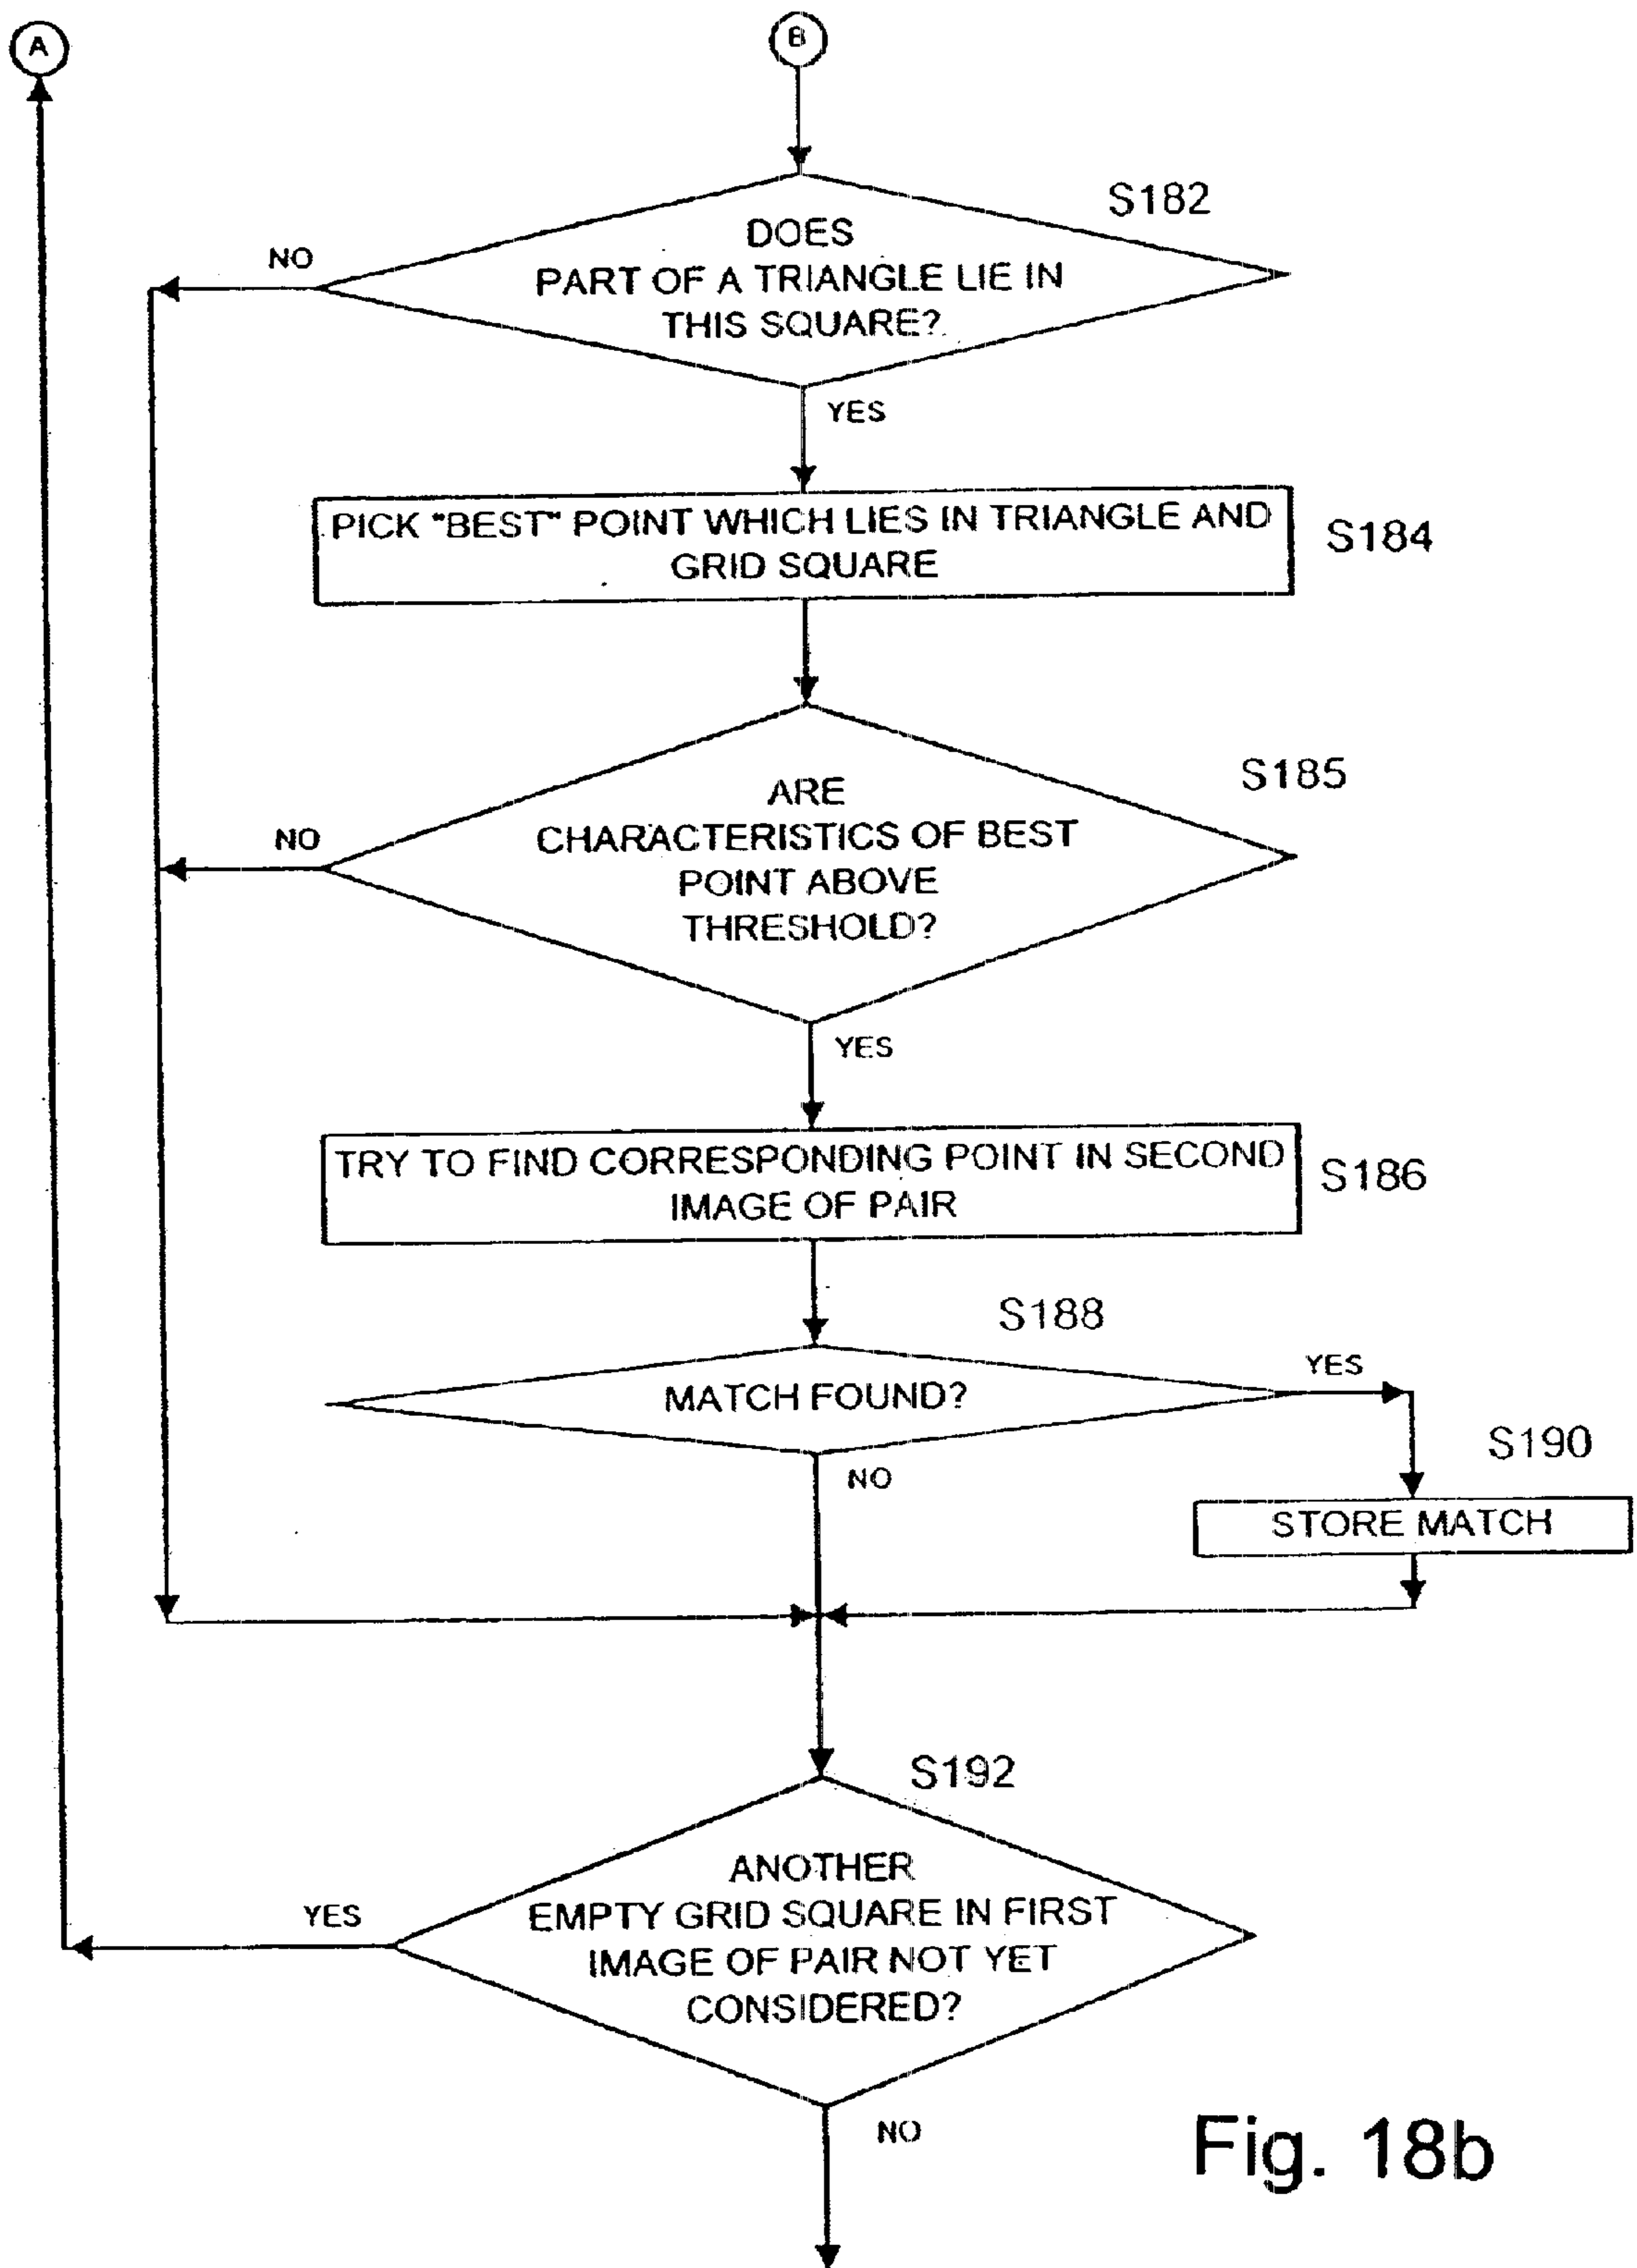 A
B
S182
DOES
NO
PART OF A TRIANGLE LIE IN
THIS SQUARE?
YES
PICK "BEST" POINT WHICH LIES IN TRIANGLE AND
GRID SQUARE
S184
S185
ARE
NO
CHARACTERISTICS OF BEST
POINT ABOVE
THRESHOLD?
YES
TRY TO FIND CORRESPONDING POINT IN SECOND
IMAGE OF PAIR
S186
S188
YES
MATCH FOUND?
S190
NO
STORE MATCH
S192
ANOTHER
YES
EMPTY GRID SQUARE IN FIRST
IMAGE OF PAIR NOT YET
CONSIDERED?
NO
Fig. 18b